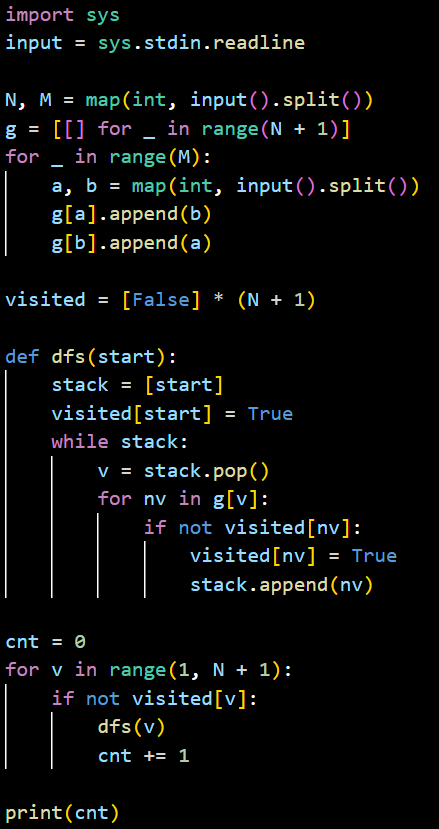 import sys
input = sys.stdin.readline

N, M = map(int, input().split())
g = [[] for _ in range(N + 1)]
for _ in range(M):
    a, b = map(int, input().split())
    g[a].append(b)
    g[b].append(a)

visited = [False] * (N + 1)

def dfs(start):
    stack = [start]
    visited[start] = True
    while stack:
        v = stack.pop()
        for nv in g[v]:
            if not visited[nv]:
                visited[nv] = True
                stack.append(nv)

cnt = 0
for v in range(1, N + 1):
    if not visited[v]:
        dfs(v)
        cnt += 1

print(cnt)